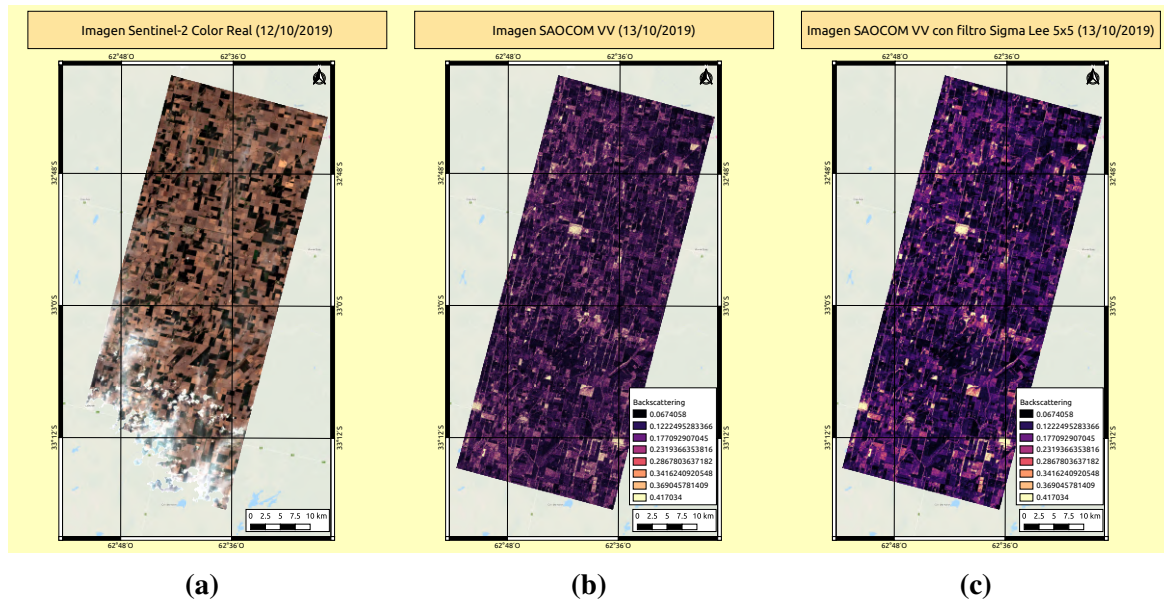 Imagen Sentinel-2 Color Real (12/10/2019)
Imagen SAOCOM VV (13/10/2019)
Imagen SAOCOM VV con filtro Sigma Lee 5x5 (13/10/2019)
62°48'O 62°36'O
62°48'O 62°36'O
62°48'O 62°36'O
32°48'S 32°48'S
32°48'S 32°48'S
32°48'S 32°48'S
33°0'S 33°0'S
33°0'S 33°0'S
33°0'S 33°0'S
33°12'S 33°12'S
33°12'S 33°12'S
33°12'S 33°12'S
Backscattering
0.0674058
0.1222495283366
0.177092907045
0.2319366353816
0.2867803637182
0.3416240920548
0.369045781409
0.417034
Backscattering
0.0674058
0.1222495283366
0.177092907045
0.2319366353816
0.2867803637182
0.3416240920548
0.369045781409
0.417034
0 2.5 5 7.5 10 km
0 2.5 5 7.5 10 km
0 2.5 5 7.5 10 km
62°48'O 62°36'O
62°48'O 62°36'O
62°48'O 62°36'O
(a)
(b)
(c)